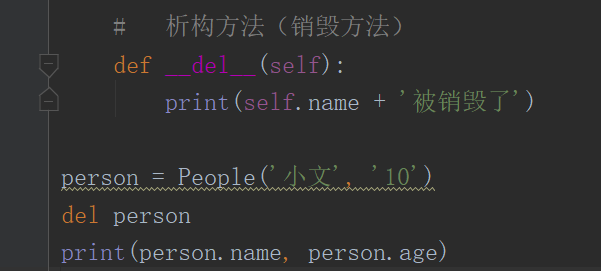 # 析构方法（销毁方法）
def __del__(self):
print(self.name + '被销毁了')
person = People('小文', '10')
del person
print(person.name, person.age)